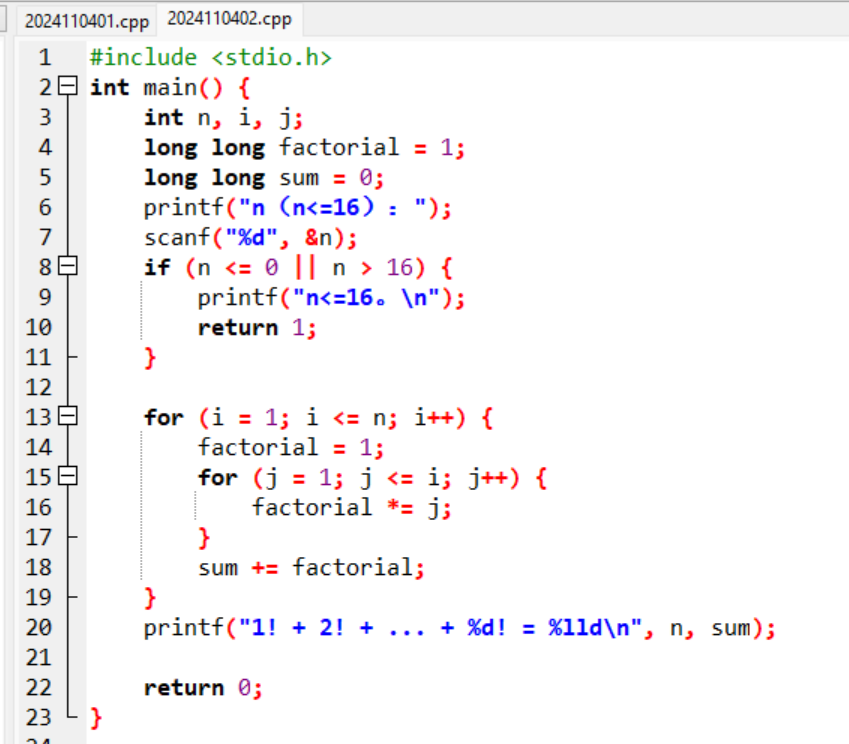 2024110401.cpp 2024110402.cpp
1 #include <stdio.h>
2 int main() {
3 int n, i, j;
4 long long factorial = 1;
5 long long sum = 0;
6 printf("n（n<=16）：");
7 scanf("%d", &n);
8 if (n <= 0 || n > 16) {
9 printf("n<=16。\n");
10 return 1;
11 }
12
13 for (i = 1; i <= n; i++) {
14 factorial = 1;
15 for (j = 1; j <= i; j++) {
16 factorial *= j;
17 }
18 sum += factorial;
19 }
20 printf("1! + 2! + ... + %d! = %lld\n", n, sum);
21
22 return 0;
23 }